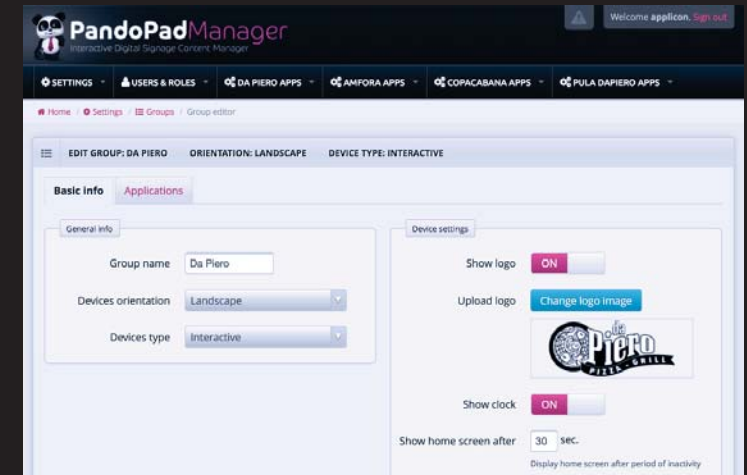 PandoPadManager
Interactive Digital Signage Content Manager
Welcome applicon. Sign out
SETTINGS
USERS & ROLES
DA PIERO APPS
AMFORA APPS
COPACABANA APPS
PULA DAPIERO APPS
Home / Settings / Groups / Group editor
EDIT GROUP: DA PIERO ORIENTATION: LANDSCAPE DEVICE TYPE: INTERACTIVE
Basic info Applications
General info
Group name Da Piero
Devices orientation Landscape
Devices type Interactive
Device settings
Show logo ON
Upload logo Change logo image
da
Piero
PIZZA - GRILL
Show clock ON
Show home screen after 30 sec.
Display home screen after period of inactivity